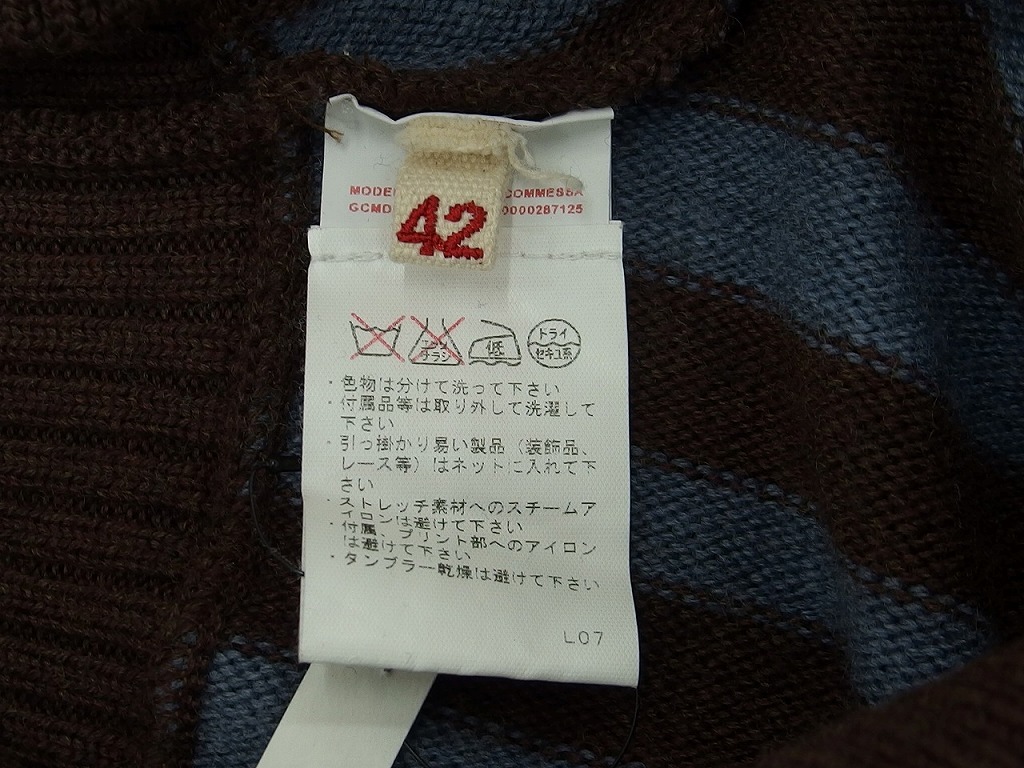 COMMESSA
42
0000287125
エンソ
チラシ
低
ドライ
セキユ系
・色物は分けて洗って下さい
・付属品等は取り外して洗濯して
下さい
・引っ掛かり易い製品（装飾品、
レース等）はネットに入れて下
さい
・ストレッチ素材へのスチームア
イロンは避けて下さい
・付属、プリント部へのアイロン
は避けて下さい
・タンブラー乾燥は避けて下さい
L07